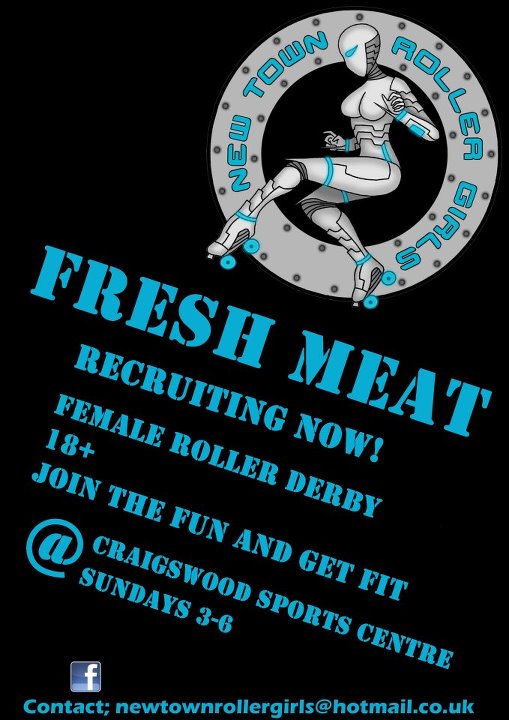 NEW TOWN ROLLER GIRLS
FRESH MEAT
RECRUITING NOW!
FEMALE ROLLER DERBY
18+
JOIN THE FUN AND GET FIT
@ CRAIGSWOOD SPORTS CENTRE
SUNDAYS 3-6
f
Contact; newtownrollergirls@hotmail.co.uk